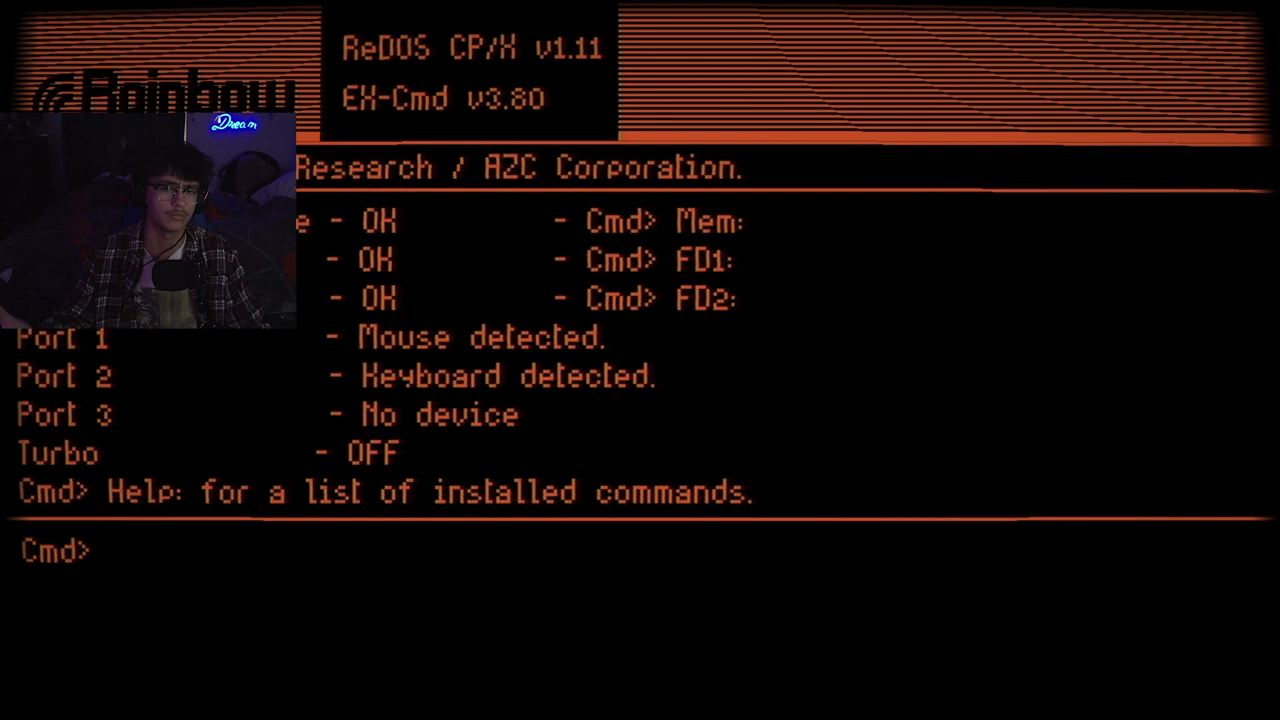 ReDOS CP/X v1.11
EX-Cmd v3.80
Rainbow
Dream
Research / AZC Corporation.
e - OK - Cmd> Mem:
- OK - Cmd> FD1:
- OK - Cmd> FD2:
Port 1 - Mouse detected.
Port 2 - Keyboard detected.
Port 3 - No device
Turbo - OFF
Cmd> Help: for a list of installed commands.
Cmd>